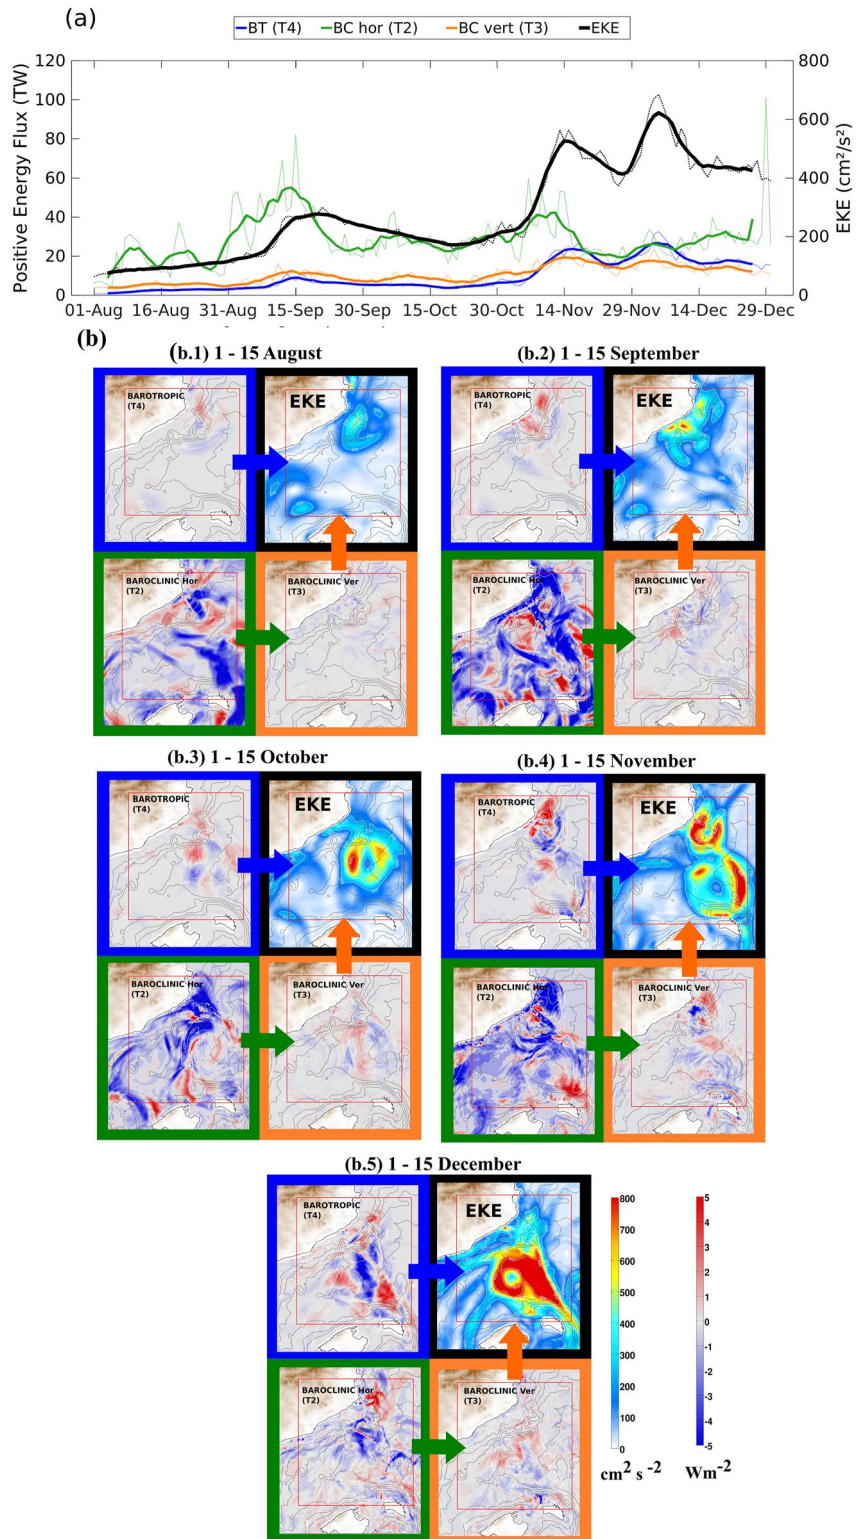 (a)
BT (T4) BC hor (T2) BC vert (T3) EKE
Positive Energy Flux (TW)
120
100
80
60
40
20
0
800
600
400
200
0
EKE (cm²/s²)
01-Aug 16-Aug 31-Aug 15-Sep 30-Sep 15-Oct 30-Oct 14-Nov 29-Nov 14-Dec 29-Dec
(b)
(b.1) 1 - 15 August
BAROTROPIC
(T4)
EKE
BAROCLINIC Hor
(T2)
BAROCLINIC Ver
(T3)
(b.2) 1 - 15 September
BAROTROPIC
(T4)
EKE
BAROCLINIC Hor
(T2)
BAROCLINIC Ver
(T3)
(b.3) 1 - 15 October
BAROTROPIC
(T4)
EKE
BAROCLINIC Hor
(T2)
BAROCLINIC Ver
(T3)
(b.4) 1 - 15 November
BAROTROPIC
(T4)
EKE
BAROCLINIC Hor
(T2)
BAROCLINIC Ver
(T3)
(b.5) 1 - 15 December
BAROTROPIC
(T4)
EKE
BAROCLINIC Hor
(T2)
BAROCLINIC Ver
(T3)
800
700
600
500
400
300
200
100
0
cm² s⁻²
5
4
3
2
1
0
-1
-2
-3
-4
-5
Wm⁻²